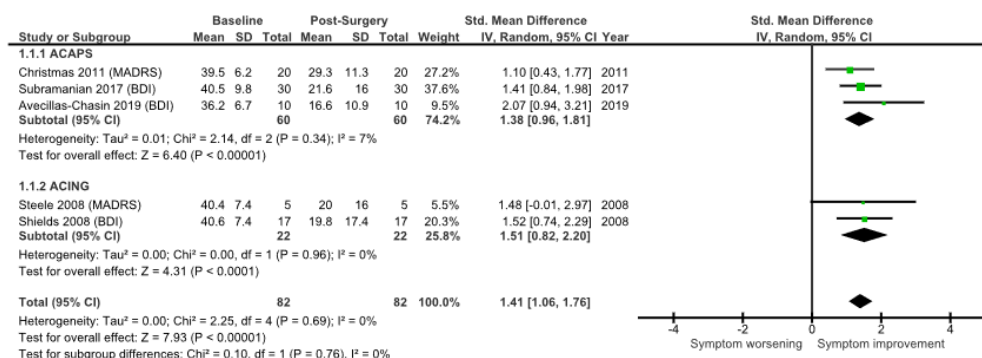 Baseline Post-Surgery Std. Mean Difference Std. Mean Difference
Study or Subgroup Mean SD Total Mean SD Total Weight IV, Random, 95% CI Year IV, Random, 95% CI
1.1.1 ACAPS
Christmas 2011 (MADRS) 39.5 6.2 20 29.3 11.3 20 27.2% 1.10 [0.43, 1.77] 2011
Subramanian 2017 (BDI) 40.5 9.8 30 21.6 16 30 37.6% 1.41 [0.84, 1.98] 2017
Avecillas-Chasin 2019 (BDI) 36.2 6.7 10 16.6 10.9 10 9.5% 2.07 [0.94, 3.21] 2019
Subtotal (95% CI) 60 60 74.2% 1.38 [0.96, 1.81]
Heterogeneity: Tau² = 0.01; Chi² = 2.14, df = 2 (P = 0.34); I² = 7%
Test for overall effect: Z = 6.40 (P < 0.00001)
1.1.2 ACING
Steele 2008 (MADRS) 40.4 7.4 5 20 16 5 5.5% 1.48 [-0.01, 2.97] 2008
Shields 2008 (BDI) 40.6 7.4 17 19.8 17.4 17 20.3% 1.52 [0.74, 2.29] 2008
Subtotal (95% CI) 22 22 25.8% 1.51 [0.82, 2.20]
Heterogeneity: Tau² = 0.00; Chi² = 0.00, df = 1 (P = 0.96); I² = 0%
Test for overall effect: Z = 4.31 (P < 0.0001)
Total (95% CI) 82 82 100.0% 1.41 [1.06, 1.76]
Heterogeneity: Tau² = 0.00; Chi² = 2.25, df = 4 (P = 0.69); I² = 0%
Test for overall effect: Z = 7.93 (P < 0.00001)
Test for subgroup differences: Chi² = 0.10, df = 1 (P = 0.76), I² = 0%
-4 -2 0 2 4
Symptom worsening Symptom improvement